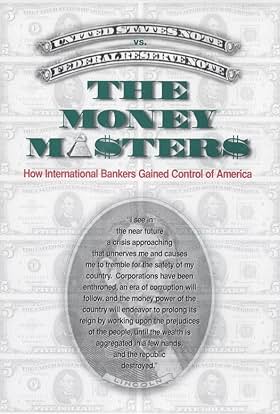 UNITED STATES NOTE
vs.
FEDERAL RESERVE NOTE
THE
MONEY
MA$TER$
How International Bankers Gained Control of America
"I see in
the near future
a crisis approaching
that unnerves me and causes
me to tremble for the safety of my
country. Corporations have been
enthroned, an era of corruption will
follow, and the money power of the
country will endeavor to prolong its
reign by working upon the prejudices
of the people, until the wealth is
aggregated in a few hands,
and the republic
destroyed."
LINCOLN